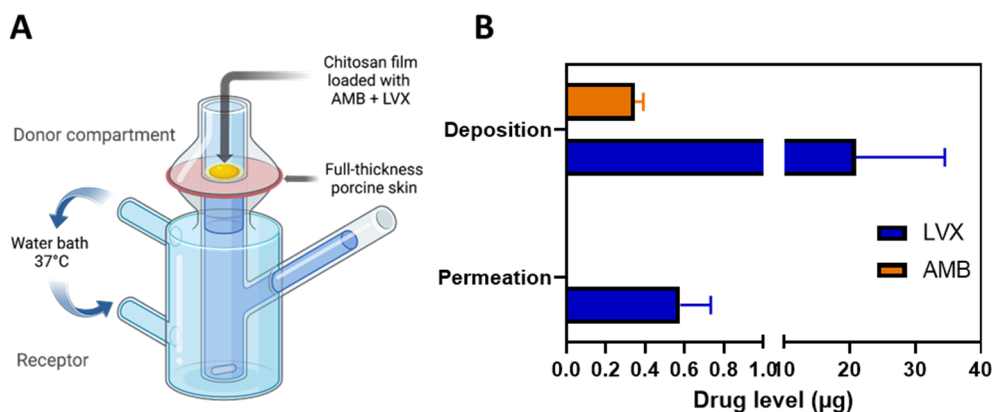 A
Chitosan film
loaded with
AMB + LVX
Donor compartment
Full-thickness
porcine skin
Water bath
37°C
Receptor
B
Deposition
Permeation
LVX
AMB
0.0 0.2 0.4 0.6 0.8 1.0 10 20 30 40
Drug level (µg)